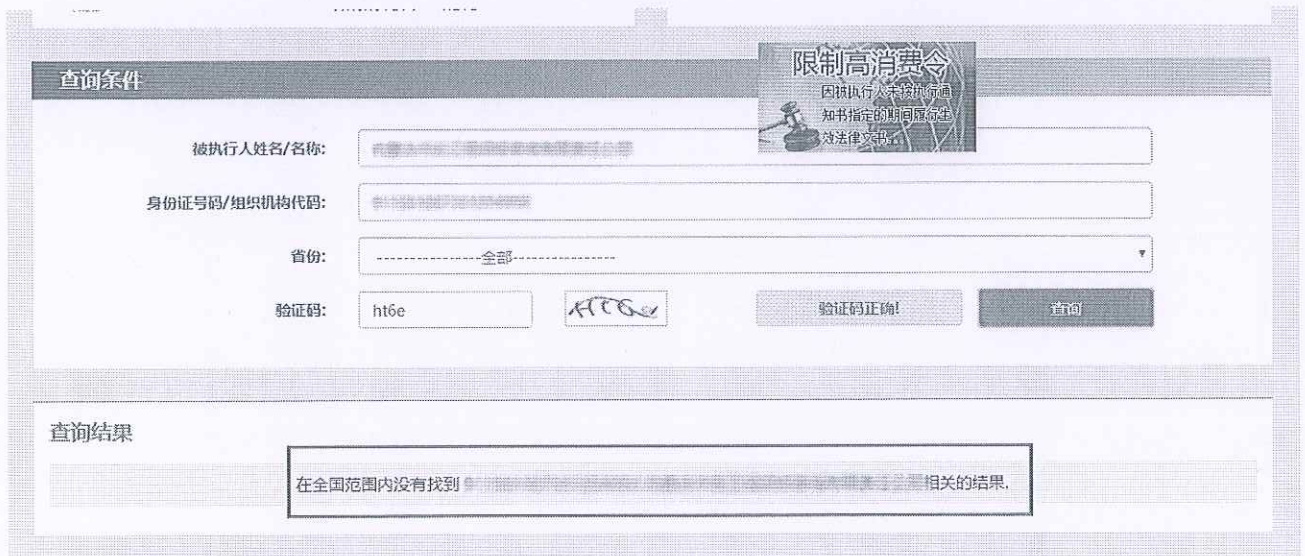 查询条件
限制高消费令
因被执行人未按执行通
知书指定的期间履行生
效法律文书,
被执行人姓名/名称:
身份证号码/组织机构代码:
省份: -----------------全部-----------------
验证码: ht6e HT6e 验证码正确! 查询
查询结果
在全国范围内没有找到 相关的结果.